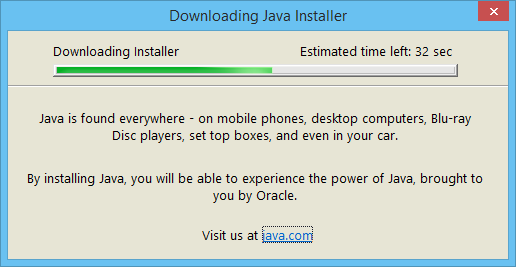 Downloading Java Installer
Downloading Installer Estimated time left: 32 sec
Java is found everywhere - on mobile phones, desktop computers, Blu-ray
Disc players, set top boxes, and even in your car.
By installing Java, you will be able to experience the power of Java, brought to
you by Oracle.
Visit us at java.com